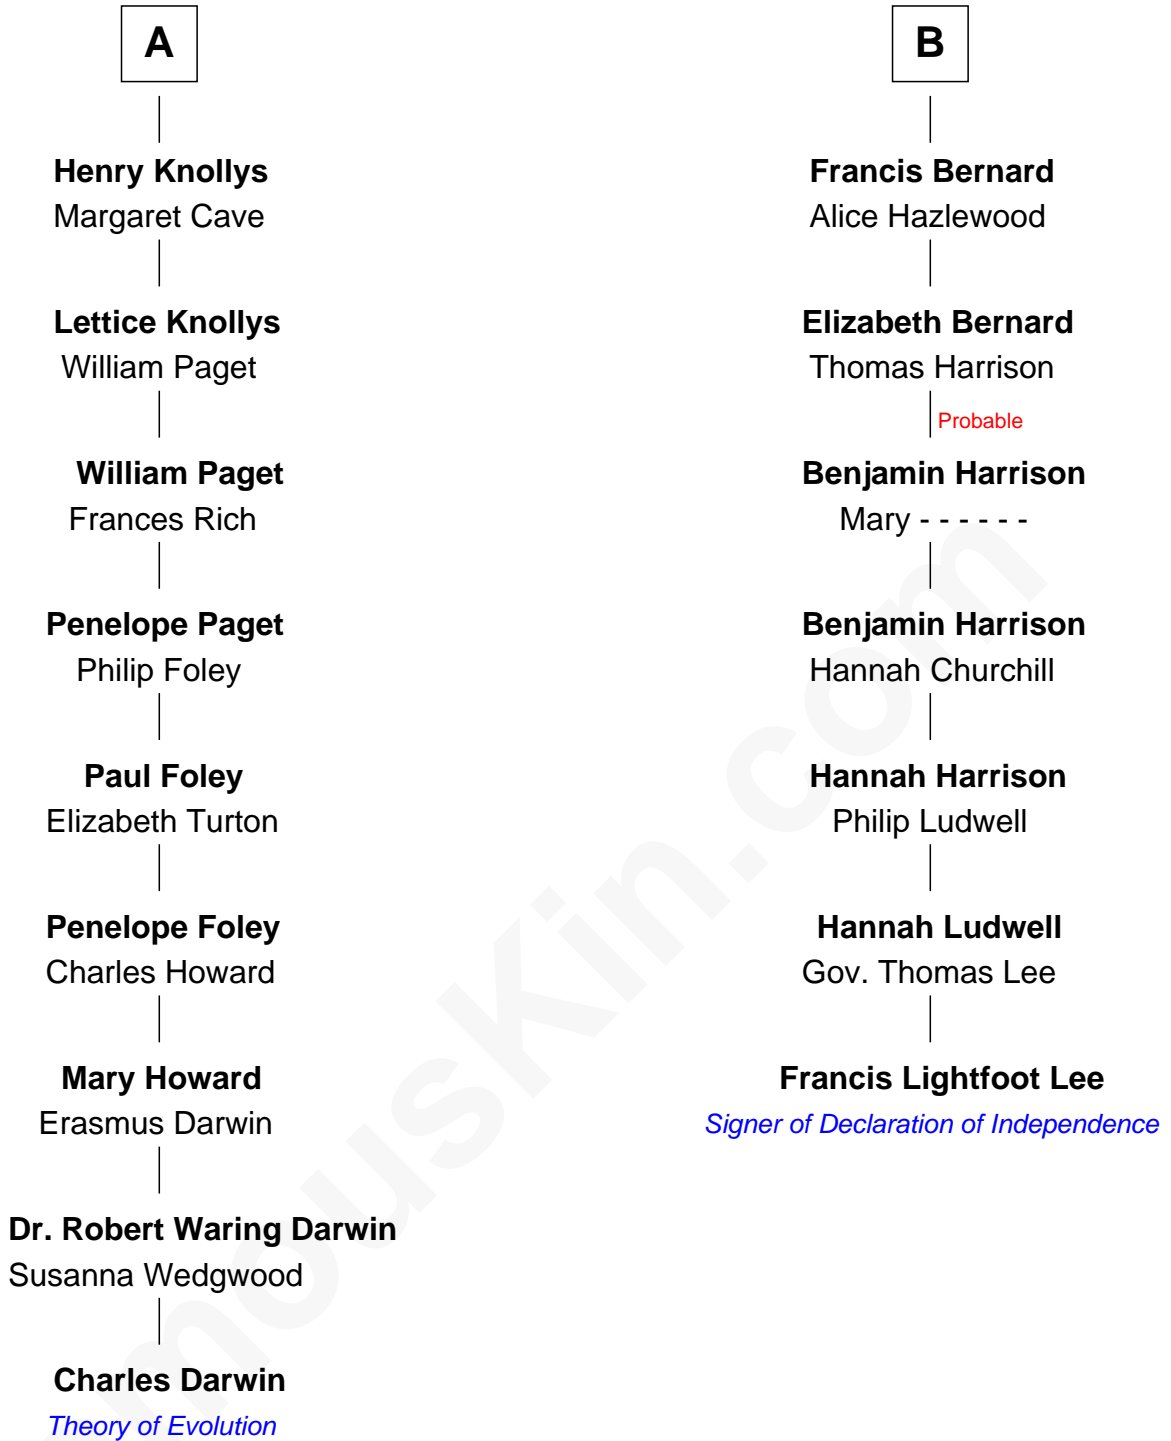 A
Henry Knollys
Margaret Cave
Lettice Knollys
William Paget
William Paget
Frances Rich
Penelope Paget
Philip Foley
Paul Foley
Elizabeth Turton
Penelope Foley
Charles Howard
Mary Howard
Erasmus Darwin
Dr. Robert Waring Darwin
Susanna Wedgwood
Charles Darwin
Theory of Evolution
B
Francis Bernard
Alice Hazlewood
Elizabeth Bernard
Thomas Harrison
Probable
Benjamin Harrison
Mary - - - - - -
Benjamin Harrison
Hannah Churchill
Hannah Harrison
Philip Ludwell
Hannah Ludwell
Gov. Thomas Lee
Francis Lightfoot Lee
Signer of Declaration of Independence
mousKin.com